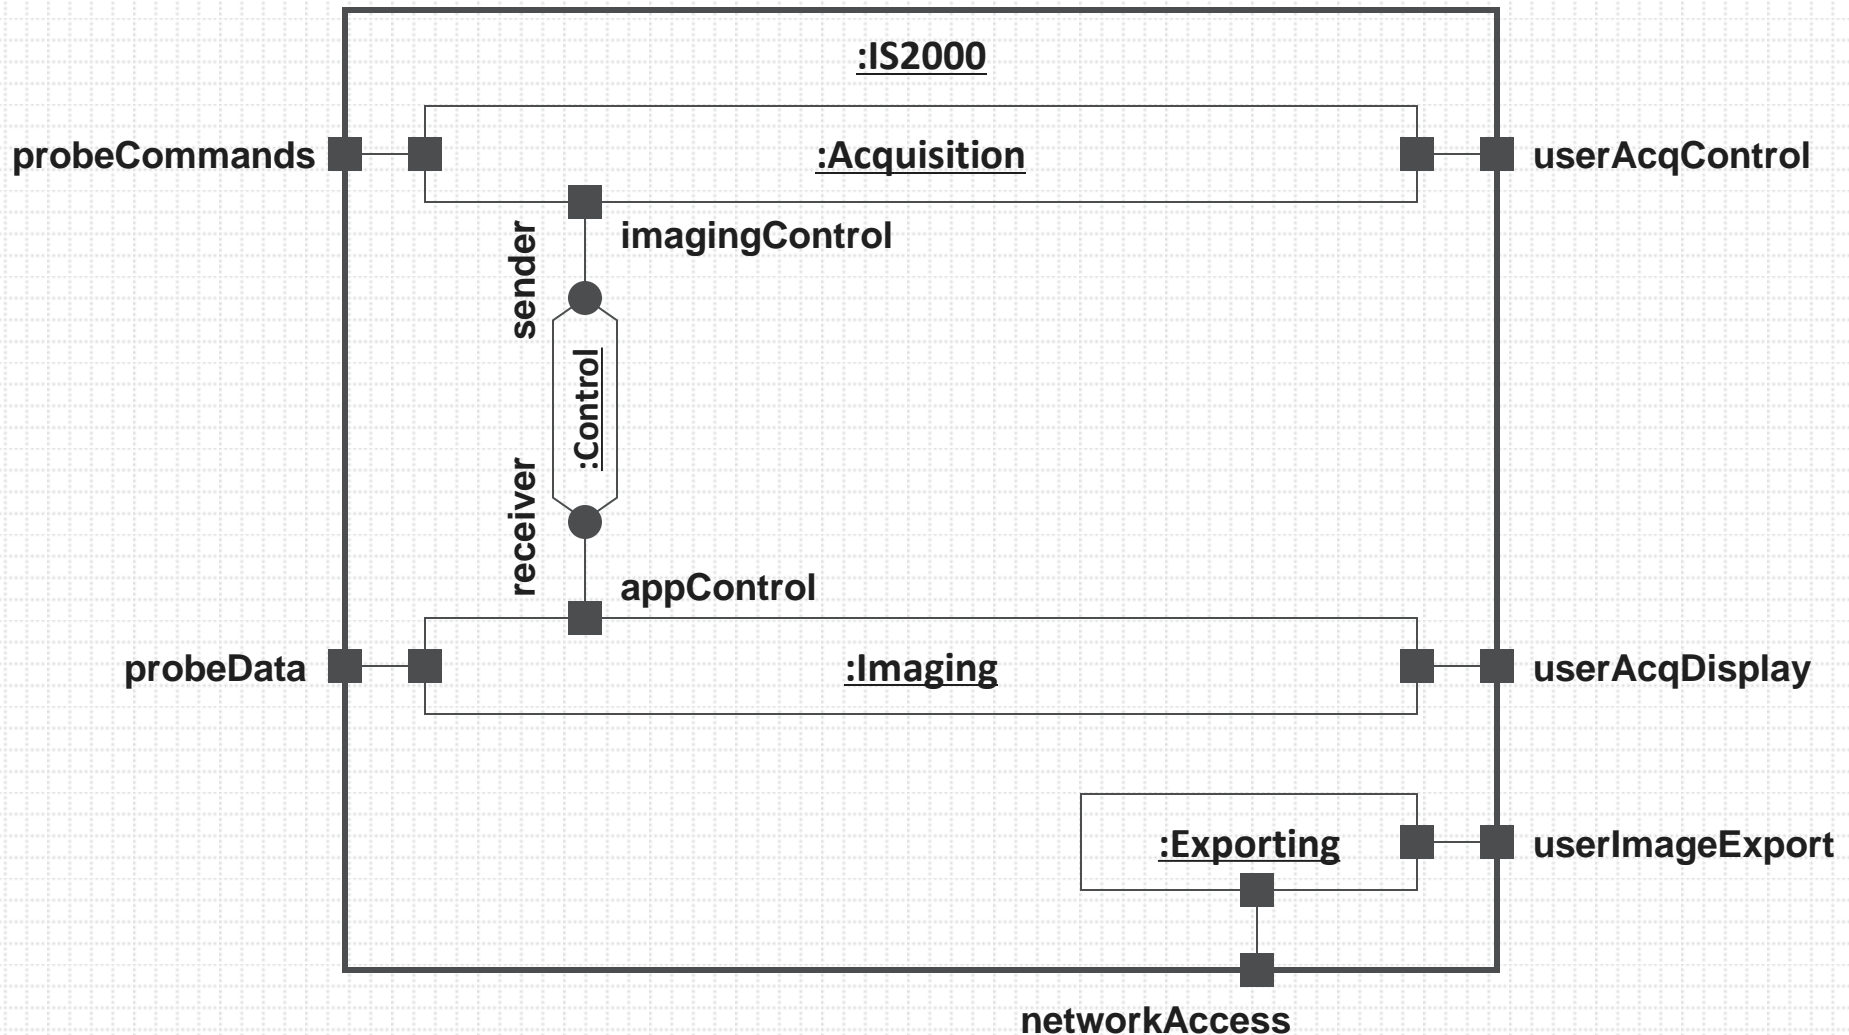 :IS2000
probeCommands
:Acquisition
userAcqControl
imagingControl
sender
:Control
receiver
appControl
probeData
:Imaging
userAcqDisplay
:Exporting
userImageExport
networkAccess